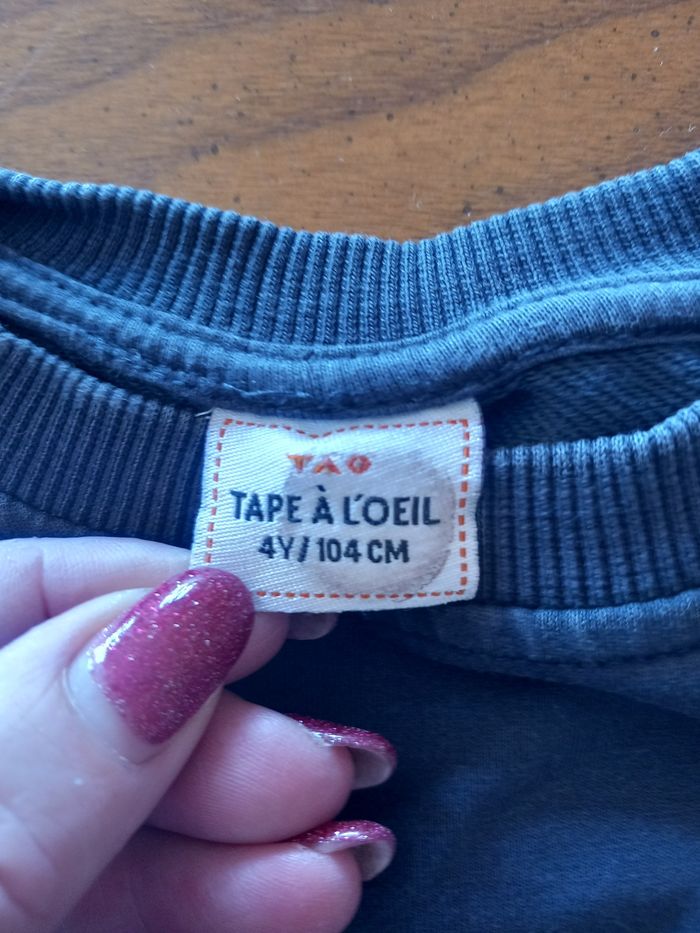 TAO
TAPE À L'OEIL
4Y/104 CM